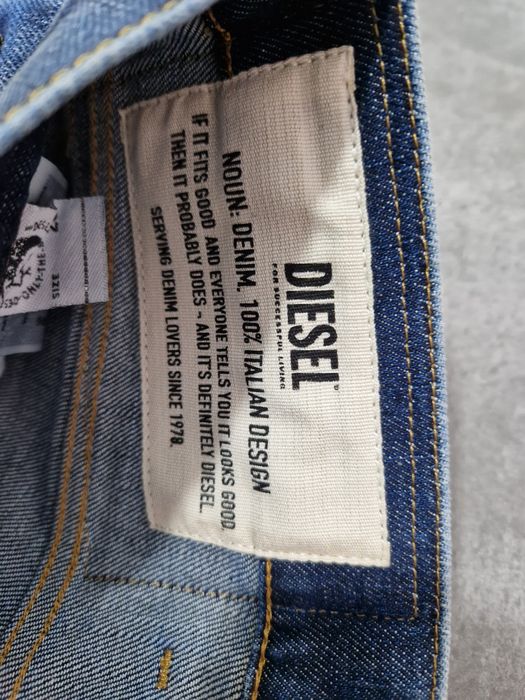 DIESEL
FOR SUCCESSFUL LIVING
NOUN: DENIM. 100% ITALIAN DESIGN
IF IT FITS GOOD AND EVERYONE TELLS YOU IT LOOKS GOOD.
THEN IT PROBABLY DOES - AND IT'S DEFINITELY DIESEL.
SERVING DENIM LOVERS SINCE 1978.
SIZE